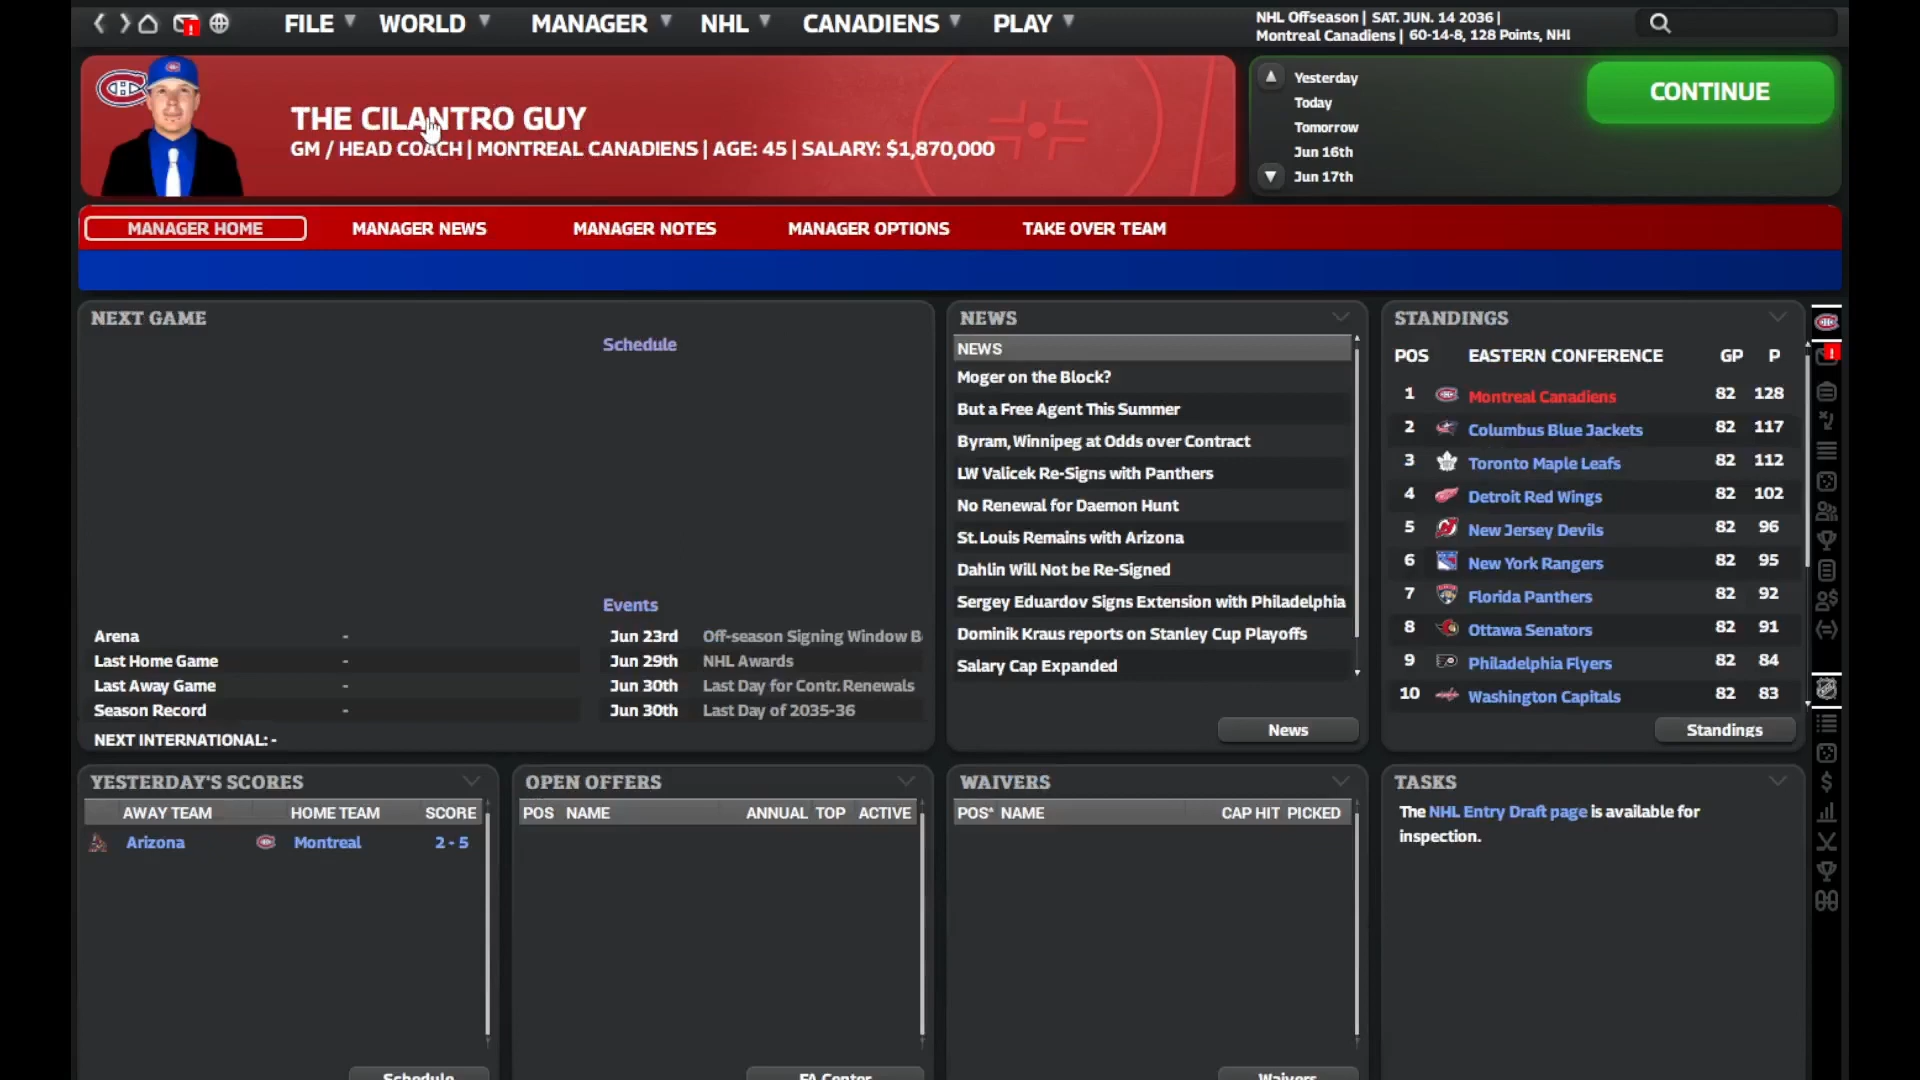 FILE WORLD MANAGER NHL CANADIENS PLAY
NHL Offseason | SAT. JUN. 14 2036 |
Montreal Canadiens | 60-14-8, 128 Points, NHL
THE CILANTRO GUY
GM / HEAD COACH | MONTREAL CANADIENS | AGE: 45 | SALARY: $1,870,000
Yesterday
Today
Tomorrow
Jun 16th
Jun 17th
CONTINUE
MANAGER HOME MANAGER NEWS MANAGER NOTES MANAGER OPTIONS TAKE OVER TEAM
NEXT GAME
Schedule
Events
Arena -
Last Home Game -
Last Away Game -
Season Record -
NEXT INTERNATIONAL: -
Jun 23rd Off-season Signing Window B
Jun 29th NHL Awards
Jun 30th Last Day for Contr. Renewals
Jun 30th Last Day of 2035-36
NEWS
NEWS
Moger on the Block?
But a Free Agent This Summer
Byram, Winnipeg at Odds over Contract
LW Valicek Re-Signs with Panthers
No Renewal for Daemon Hunt
St. Louis Remains with Arizona
Dahlin Will Not be Re-Signed
Sergey Eduardov Signs Extension with Philadelphia
Dominik Kraus reports on Stanley Cup Playoffs
Salary Cap Expanded
News
STANDINGS
POS EASTERN CONFERENCE GP P
1 Montreal Canadiens 82 128
2 Columbus Blue Jackets 82 117
3 Toronto Maple Leafs 82 112
4 Detroit Red Wings 82 102
5 New Jersey Devils 82 96
6 New York Rangers 82 95
7 Florida Panthers 82 92
8 Ottawa Senators 82 91
9 Philadelphia Flyers 82 84
10 Washington Capitals 82 83
Standings
YESTERDAY'S SCORES
AWAY TEAM HOME TEAM SCORE
Arizona Montreal 2 - 5
Schedule
OPEN OFFERS
POS NAME ANNUAL TOP ACTIVE
FA Center
WAIVERS
POS^ NAME CAP HIT PICKED
Waivers
TASKS
The NHL Entry Draft page is available for
inspection.